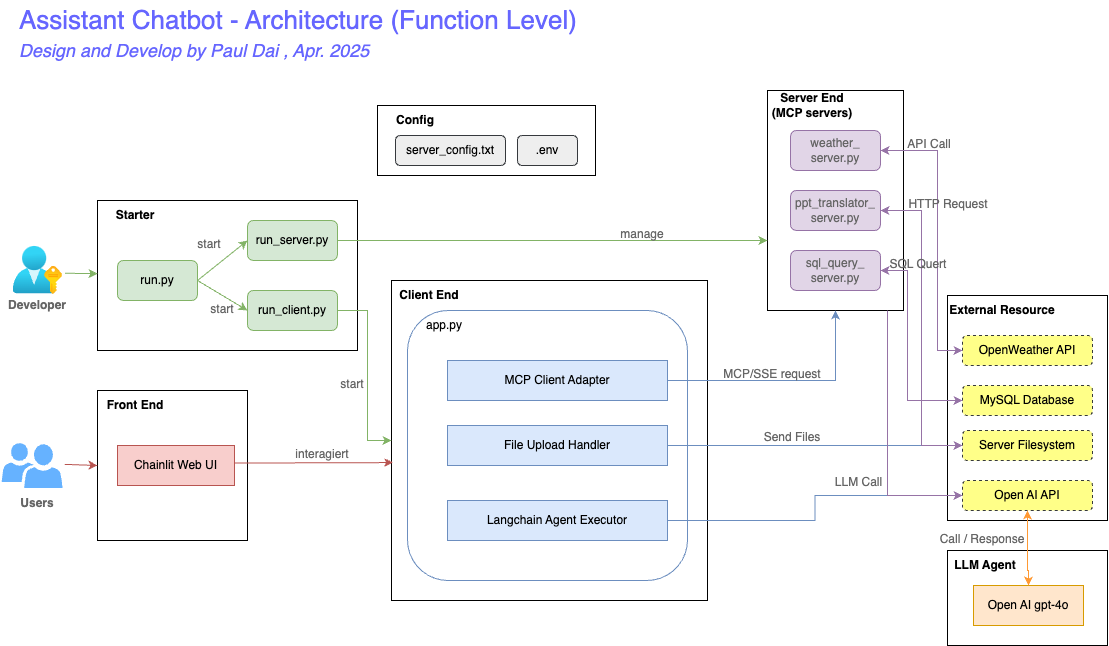 Assistant Chatbot - Architecture (Function Level)
Design and Develop by Paul Dai , Apr. 2025
Config
server_config.txt
.env
Server End
(MCP servers)
weather_
server.py
API Call
ppt_translator_
server.py
HTTP Request
sql_query_
server.py
SQL Quert
Starter
run.py
start
run_server.py
manage
start
run_client.py
Developer
start
Client End
app.py
MCP Client Adapter
MCP/SSE request
File Upload Handler
Send Files
Langchain Agent Executor
LLM Call
Front End
Chainlit Web UI
interagiert
Users
External Resource
OpenWeather API
MySQL Database
Server Filesystem
Open AI API
Call / Response
LLM Agent
Open AI gpt-4o